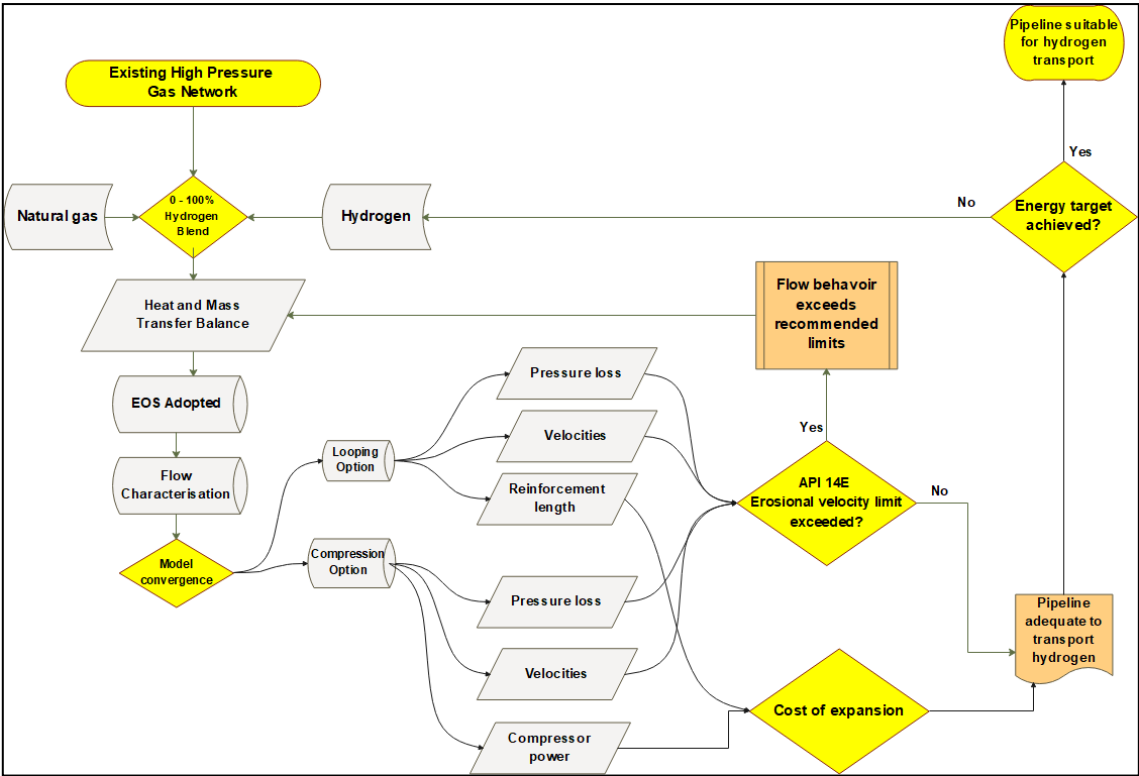 Existing High Pressure
Gas Network
Pipeline suitable
for hydrogen
transport
Yes
Natural gas
0 - 100%
Hydrogen
Blend
Hydrogen
No
Energy target
achieved?
Heat and Mass
Transfer Balance
Flow behavoir
exceeds
recommended
limits
EOS Adopted
Pressure loss
Yes
Looping
Option
Velocities
Flow
Characterisation
Reinforcement
length
API 14E
Erosional velocity limit
exceeded?
No
Model
convergence
Compression
Option
Pressure loss
Pipeline
adequate to
transport
hydrogen
Velocities
Cost of expansion
Compressor
power